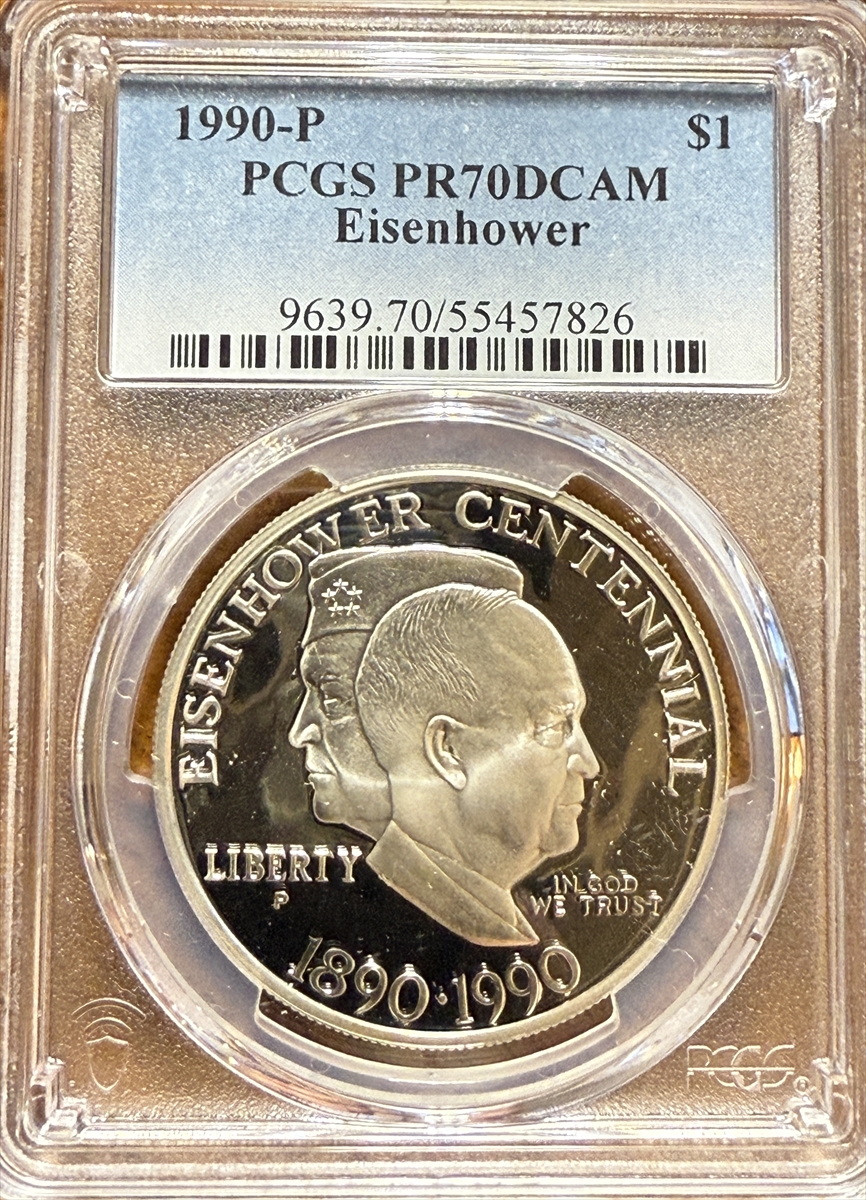 1990-P $1
PCGS PR70DCAM
Eisenhower
9639.70/55457826
EISENHOWER CENTENNIAL
LIBERTY
P
IN GOD
WE TRUST
1890·1990
PCGS